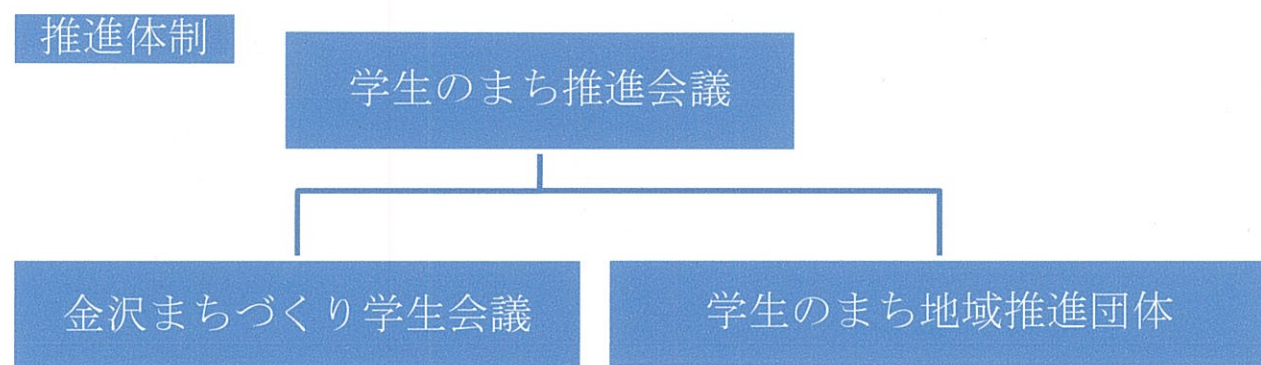 推進体制
学生のまち推進会議
金沢まちづくり学生会議
学生のまち地域推進団体